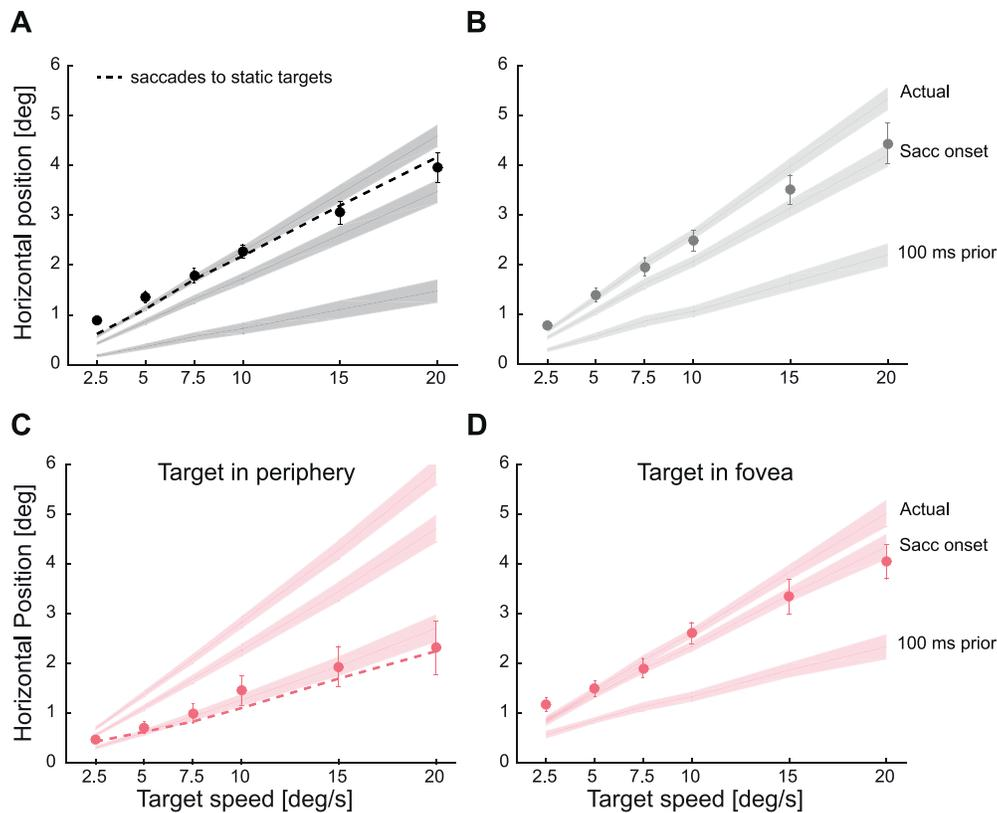 A
B
6
5
4
3
2
1
0
Horizontal position [deg]
saccades to static targets
2.5 5 7.5 10 15 20
6
5
4
3
2
1
0
Actual
Sacc onset
100 ms prior
2.5 5 7.5 10 15 20
C
D
Target in periphery
6
5
4
3
2
1
0
Horizontal Position [deg]
2.5 5 7.5 10 15 20
Target speed [deg/s]
Target in fovea
6
5
4
3
2
1
0
Actual
Sacc onset
100 ms prior
2.5 5 7.5 10 15 20
Target speed [deg/s]